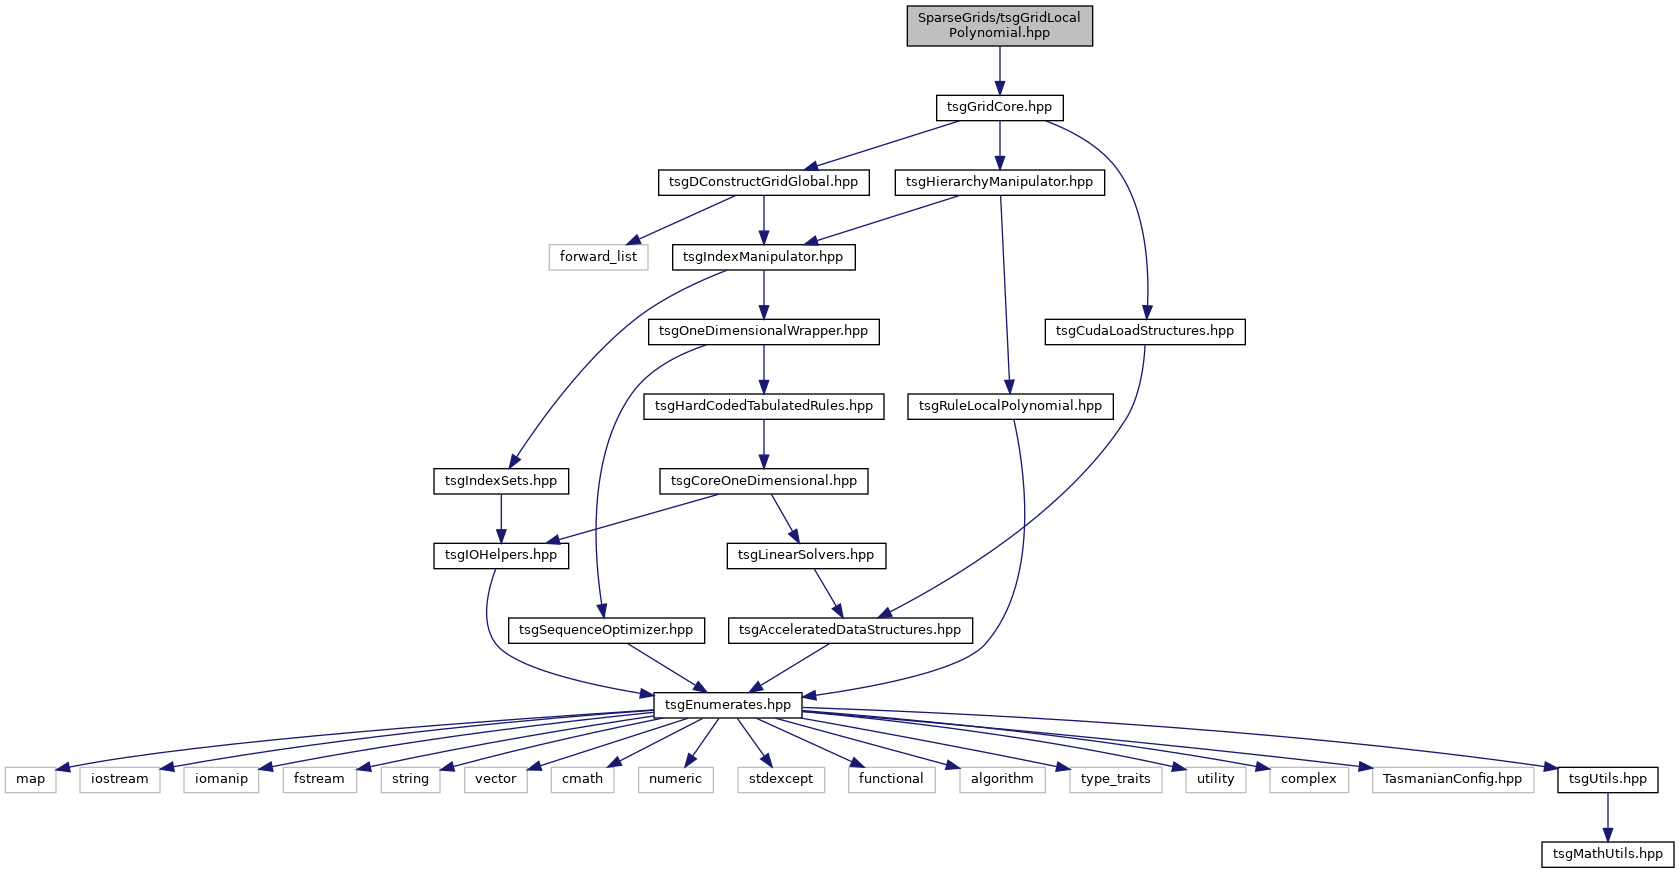 SparseGrids/tsgGridLocal
Polynomial.hpp
tsgGridCore.hpp
tsgDConstructGridGlobal.hpp
tsgHierarchyManipulator.hpp
forward_list
tsgIndexManipulator.hpp
tsgOneDimensionalWrapper.hpp
tsgCudaLoadStructures.hpp
tsgHardCodedTabulatedRules.hpp
tsgRuleLocalPolynomial.hpp
tsgIndexSets.hpp
tsgCoreOneDimensional.hpp
tsgIOHelpers.hpp
tsgLinearSolvers.hpp
tsgSequenceOptimizer.hpp
tsgAcceleratedDataStructures.hpp
tsgEnumerates.hpp
map
iostream
iomanip
fstream
string
vector
cmath
numeric
stdexcept
functional
algorithm
type_traits
utility
complex
TasmanianConfig.hpp
tsgUtils.hpp
tsgMathUtils.hpp